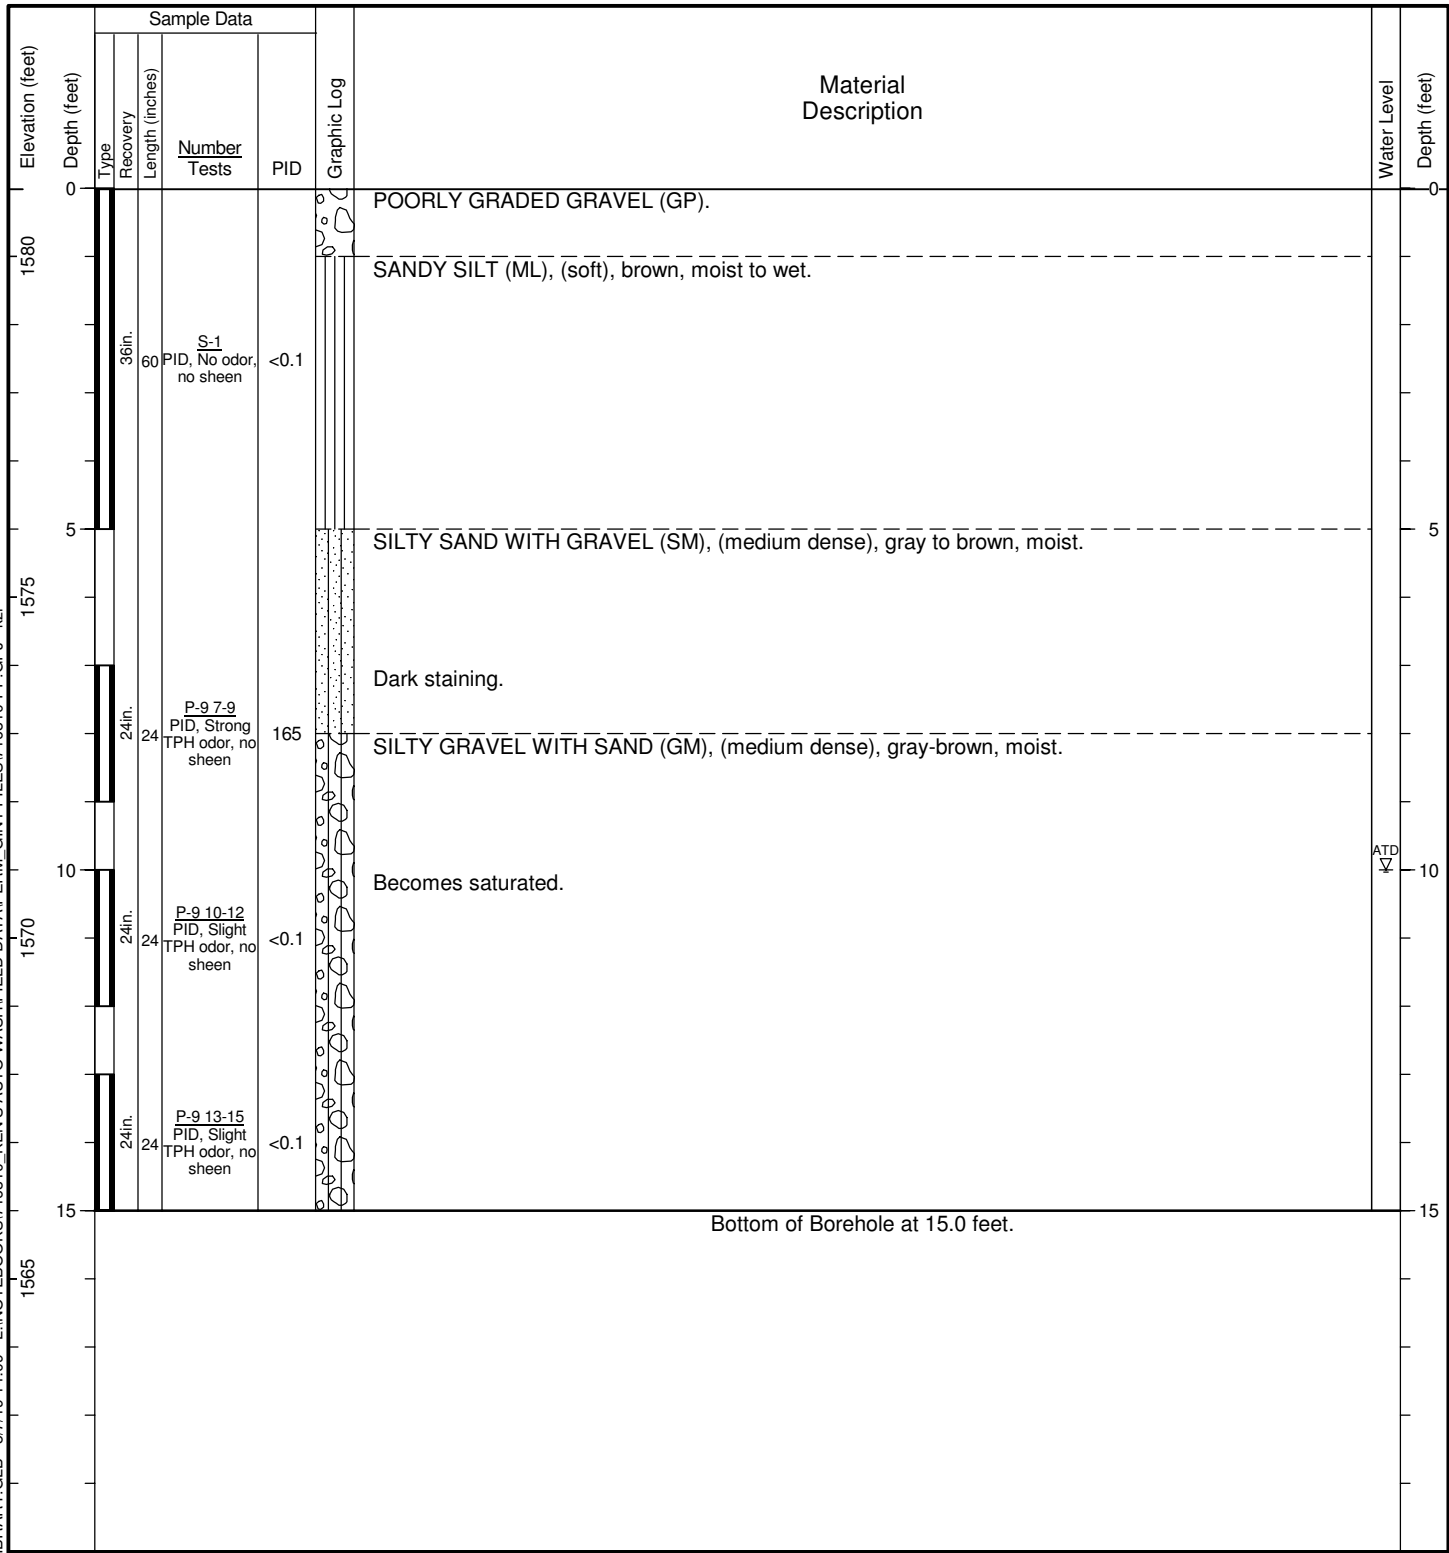 Sample Data
Elevation (feet)
Depth (feet)
Type
Recovery
Length (inches)
Number
Tests
PID
Graphic Log
Material
Description
Water Level
Depth (feet)
0
POORLY GRADED GRAVEL (GP).
0
1580
SANDY SILT (ML), (soft), brown, moist to wet.
36in.
60
S-1
PID, No odor,
no sheen
<0.1
5
SILTY SAND WITH GRAVEL (SM), (medium dense), gray to brown, moist.
5
1575
Dark staining.
24in.
24
P-9 7-9
PID, Strong
TPH odor, no
sheen
165
SILTY GRAVEL WITH SAND (GM), (medium dense), gray-brown, moist.
ATD
10
Becomes saturated.
10
1570
24in.
24
P-9 10-12
PID, Slight
TPH odor, no
sheen
<0.1
24in.
24
P-9 13-15
PID, Slight
TPH odor, no
sheen
<0.1
15
Bottom of Borehole at 15.0 feet.
15
1565